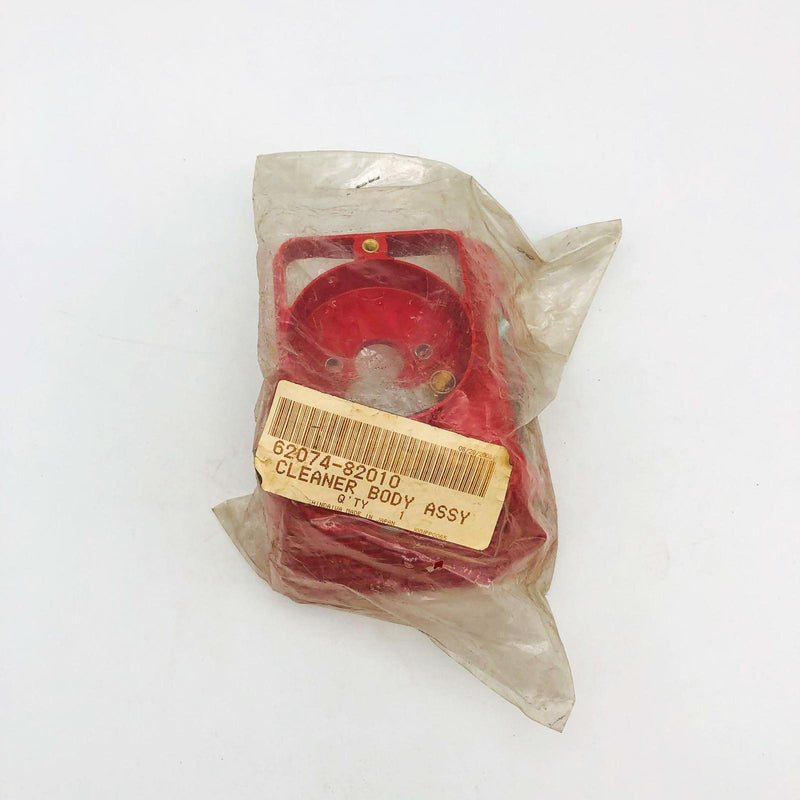 62074-82010
CLEANER BODY ASSY
Q'TY 1
SHINDAIWA MADE IN JAPAN